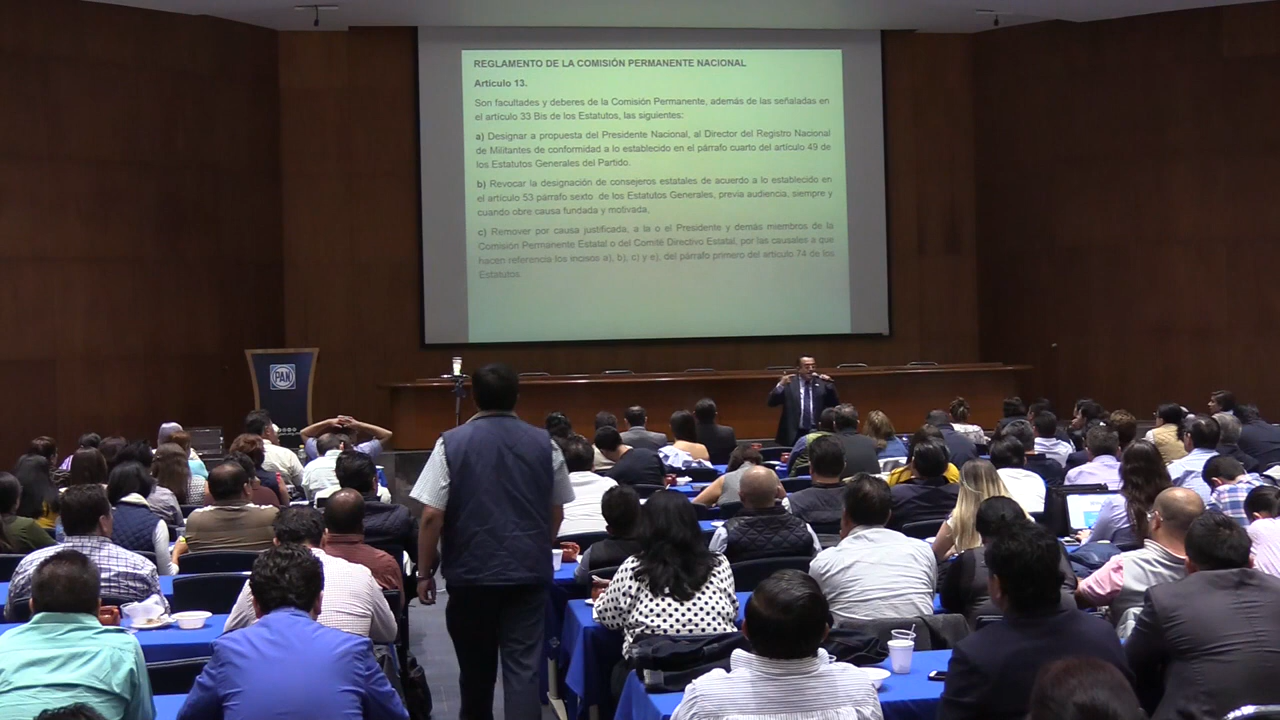 REGLAMENTO DE LA COMISIÓN PERMANENTE NACIONAL
Artículo 13.
Son facultades y deberes de la Comisión Permanente, además de las señaladas en
el artículo 33 Bis de los Estatutos, las siguientes:
a) Designar a propuesta del Presidente Nacional, al Director del Registro Nacional
de Militantes de conformidad a lo establecido en el párrafo cuarto del artículo 49 de
los Estatutos Generales del Partido.
b) Revocar la designación de consejeros estatales de acuerdo a lo establecido en
el artículo 53 párrafo sexto de los Estatutos Generales, previa audiencia, siempre y
cuando obre causa fundada y motivada,
c) Remover por causa justificada, a la o el Presidente y demás miembros de la
Comisión Permanente Estatal o del Comité Directivo Estatal, por las causales a que
hacen referencia los incisos a), b), c) y e), del párrafo primero del artículo 74 de los
Estatutos.
PAN